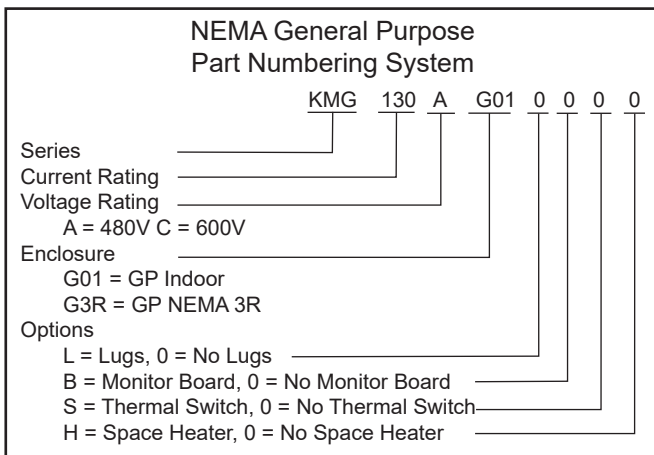 NEMA General Purpose
Part Numbering System
KMG 130 A G01 0 0 0 0
Series
Current Rating
Voltage Rating
A = 480V C = 600V
Enclosure
G01 = GP Indoor
G3R = GP NEMA 3R
Options
L = Lugs, 0 = No Lugs
B = Monitor Board, 0 = No Monitor Board
S = Thermal Switch, 0 = No Thermal Switch
H = Space Heater, 0 = No Space Heater